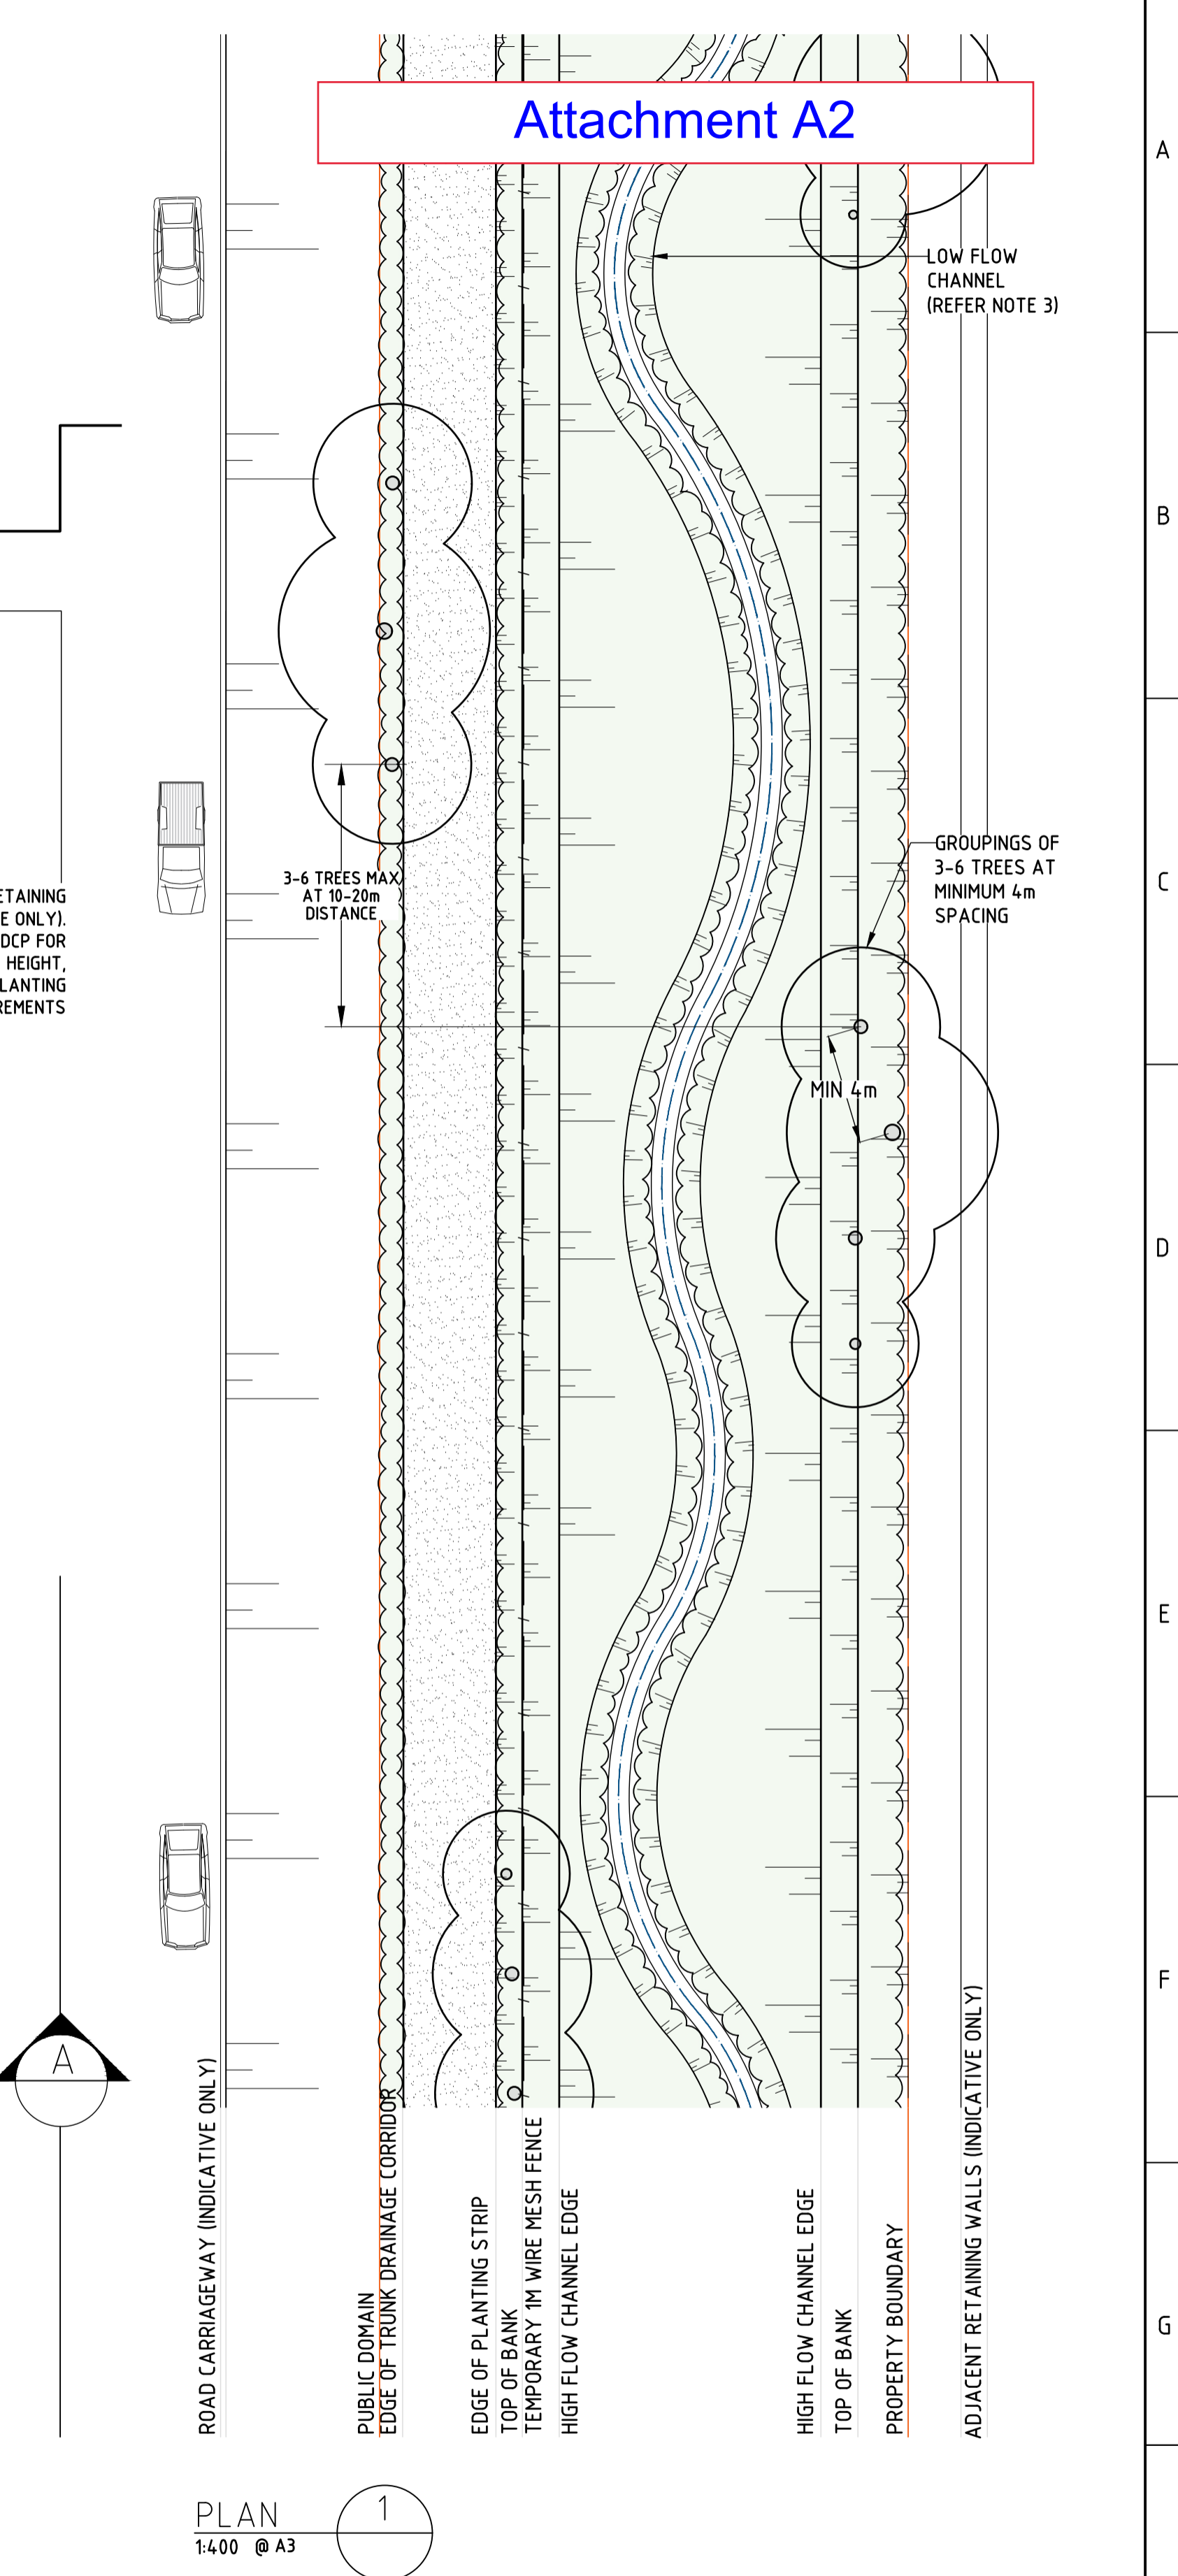 Attachment A2
A
LOW FLOW
CHANNEL
(REFER NOTE 3)
B
3-6 TREES MAX
AT 10-20m
DISTANCE
GROUPINGS OF
3-6 TREES AT
MINIMUM 4m
SPACING
C
ETAINING
E ONLY).
DCP FOR
HEIGHT,
LANTING
REMENTS
MIN 4m
D
E
F
A
ROAD CARRIAGEWAY (INDICATIVE ONLY)
PUBLIC DOMAIN
EDGE OF TRUNK DRAINAGE CORRIDOR
EDGE OF PLANTING STRIP
TOP OF BANK
TEMPORARY 1M WIRE MESH FENCE
HIGH FLOW CHANNEL EDGE
HIGH FLOW CHANNEL EDGE
TOP OF BANK
PROPERTY BOUNDARY
ADJACENT RETAINING WALLS (INDICATIVE ONLY)
G
PLAN
1
1:400 @ A3